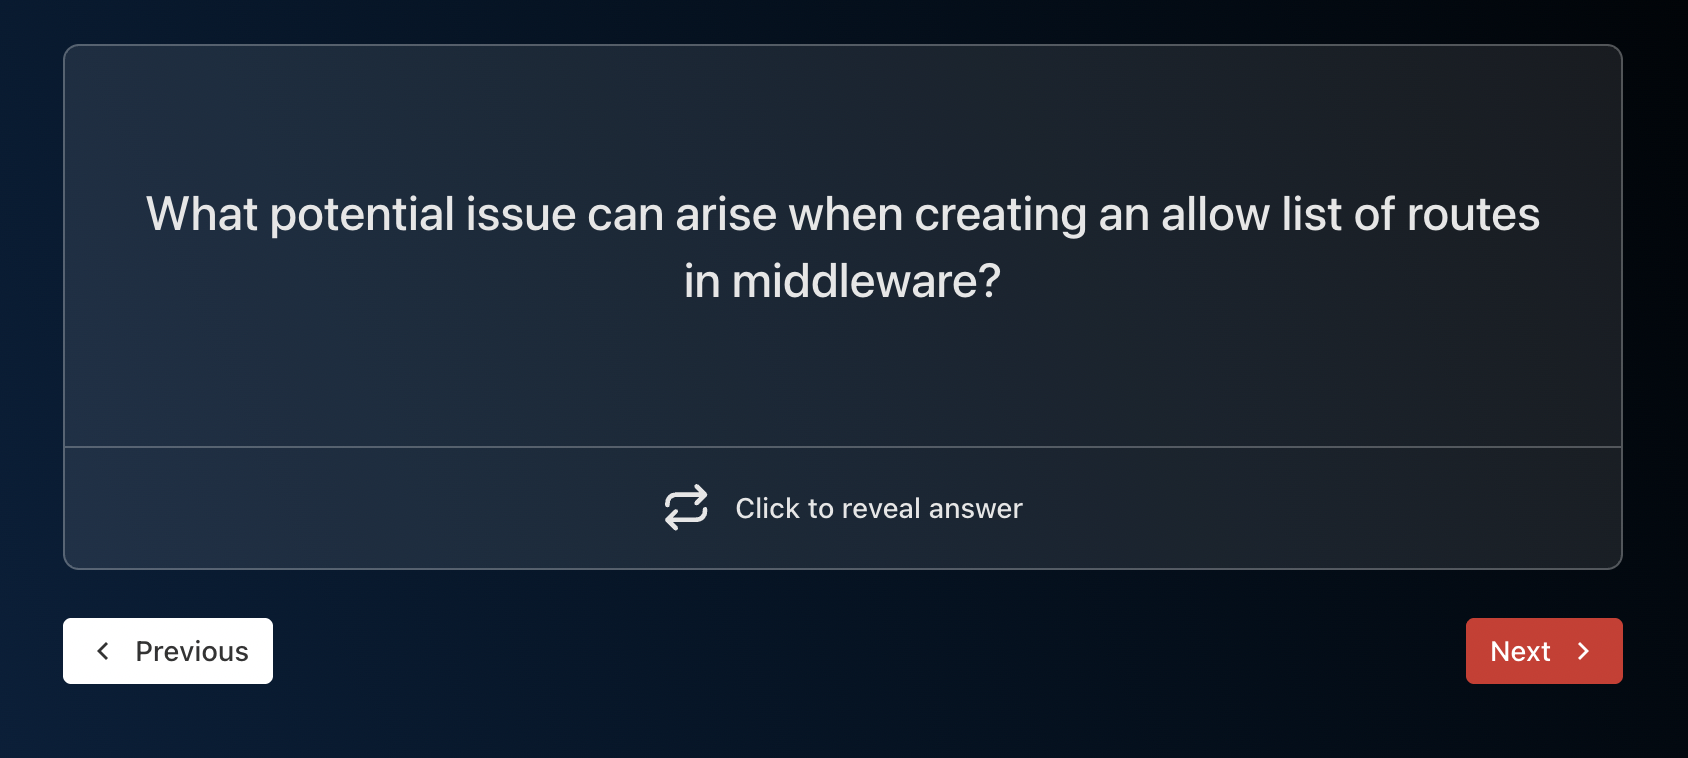 What potential issue can arise when creating an allow list of routes
in middleware?
Click to reveal answer
Previous
Next